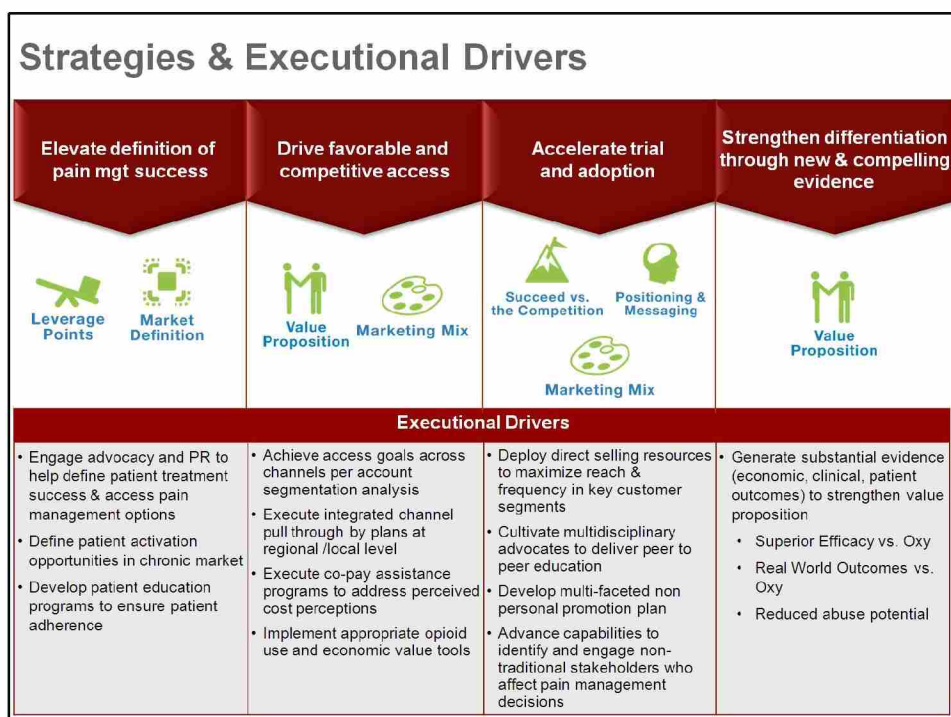 Strategies & Executional Drivers
Elevate definition of
pain mgt success
Drive favorable and
competitive access
Accelerate trial
and adoption
Strengthen differentiation
through new & compelling
evidence
Leverage
Points
Market
Definition
Value
Proposition
Marketing Mix
Succeed vs.
the Competition
Positioning &
Messaging
Marketing Mix
Value
Proposition
Executional Drivers
• Engage advocacy and PR to
help define patient treatment
success & access pain
management options
• Define patient activation
opportunities in chronic market
• Develop patient education
programs to ensure patient
adherence
• Achieve access goals across
channels per account
segmentation analysis
• Execute integrated channel
pull through by plans at
regional /local level
• Execute co-pay assistance
programs to address perceived
cost perceptions
• Implement appropriate opioid
use and economic value tools
• Deploy direct selling resources
to maximize reach &
frequency in key customer
segments
• Cultivate multidisciplinary
advocates to deliver peer to
peer education
• Develop multi-faceted non
personal promotion plan
• Advance capabilities to
identify and engage non-
traditional stakeholders who
affect pain management
decisions
• Generate substantial evidence
(economic, clinical, patient
outcomes) to strengthen value
proposition
• Superior Efficacy vs. Oxy
• Real World Outcomes vs.
Oxy
• Reduced abuse potential